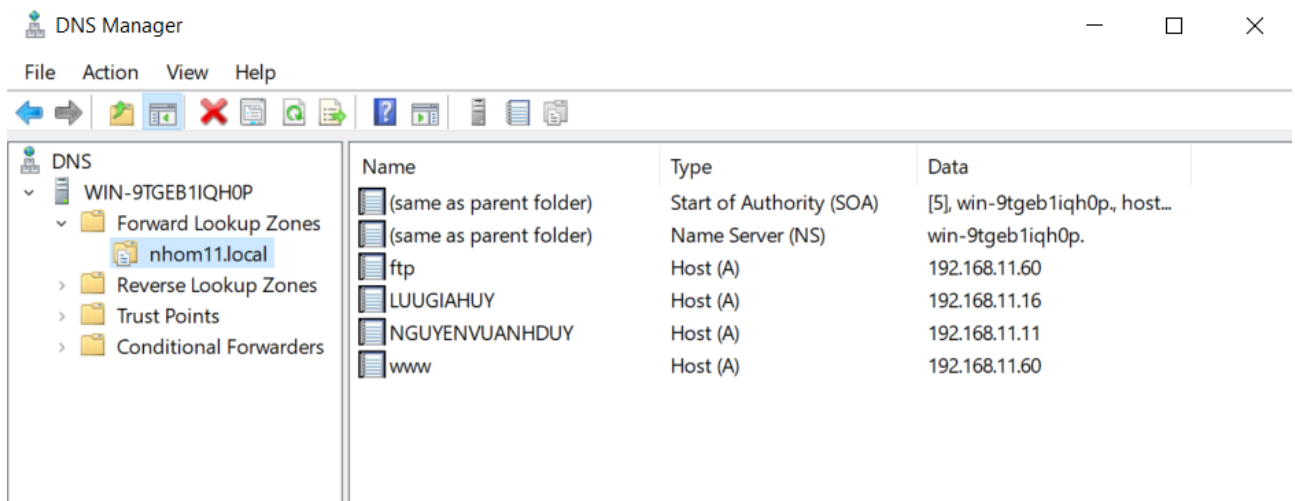 DNS Manager
File Action View Help
DNS
WIN-9TGEB1IQH0P
Forward Lookup Zones
nhom11.local
Reverse Lookup Zones
Trust Points
Conditional Forwarders
Name Type Data
(same as parent folder) Start of Authority (SOA) [5], win-9tgeb1iqh0p., host...
(same as parent folder) Name Server (NS) win-9tgeb1iqh0p.
ftp Host (A) 192.168.11.60
LUUGIAHUY Host (A) 192.168.11.16
NGUYENVUANHDUY Host (A) 192.168.11.11
www Host (A) 192.168.11.60